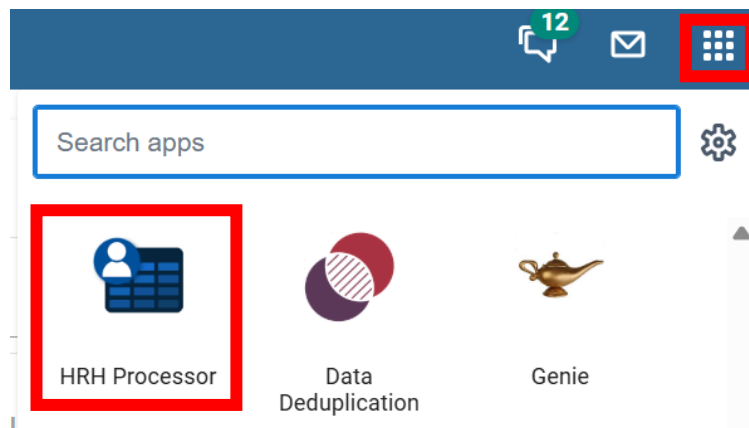 12
Search apps
HRH Processor
Data
Deduplication
Genie